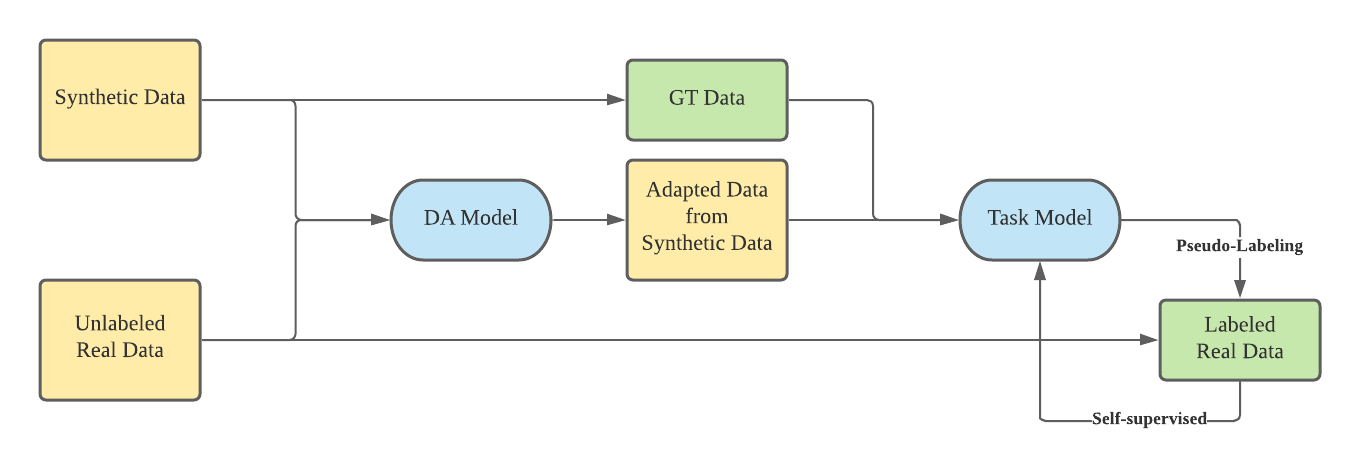 Synthetic Data
GT Data
DA Model
Adapted Data
from
Synthetic Data
Task Model
Pseudo-Labeling
Unlabeled
Real Data
Labeled
Real Data
Self-supervised